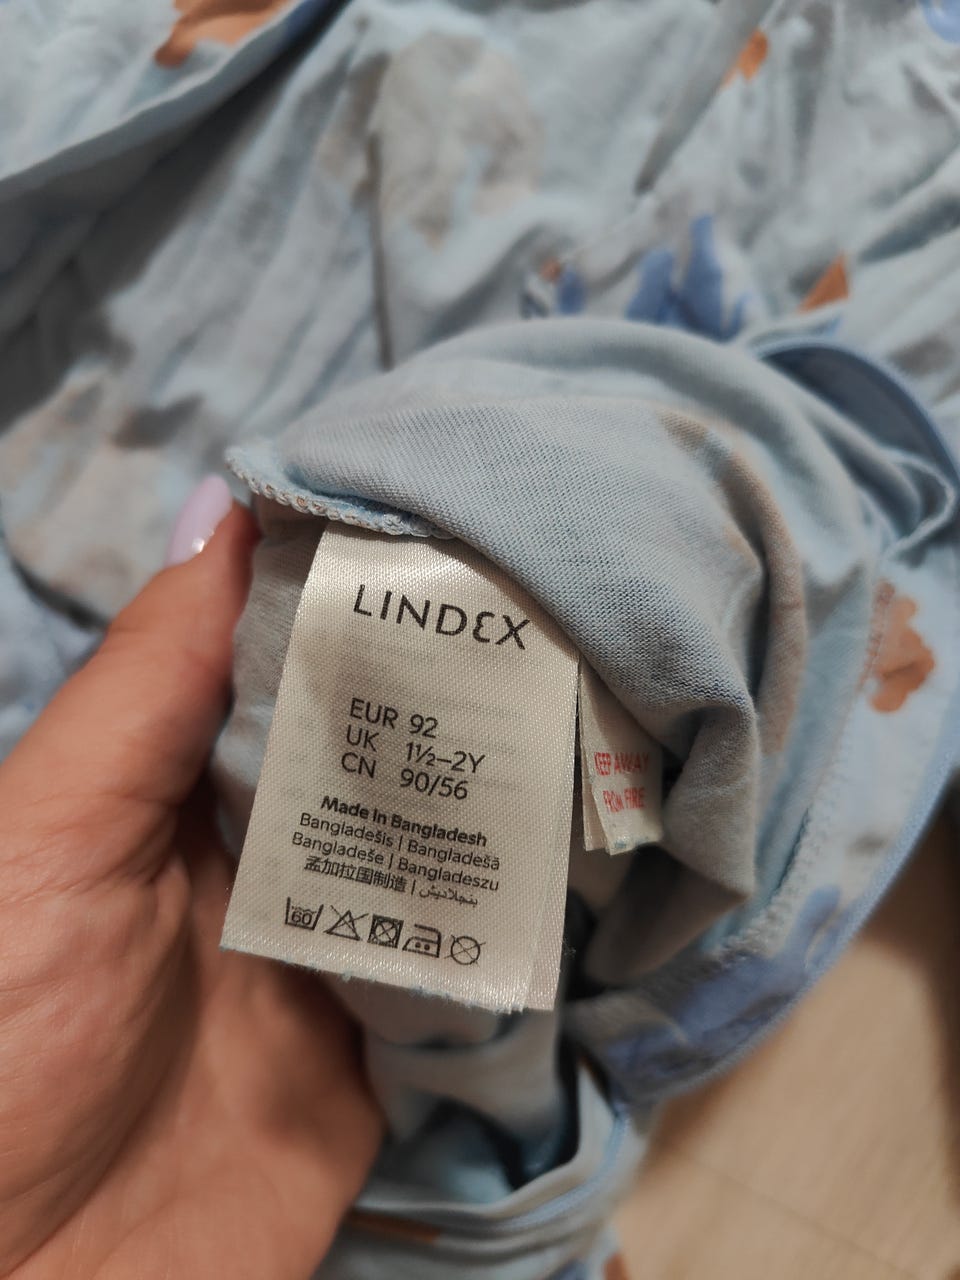 LINDEX
EUR 92
UK 1½–2Y
CN 90/56
Made in Bangladesh
Bangladešis | Bangladešā
Bangladeše | Bangladeszu
孟加拉国制造 | بنجلاديش
60
KEEP AWAY
FROM FIRE